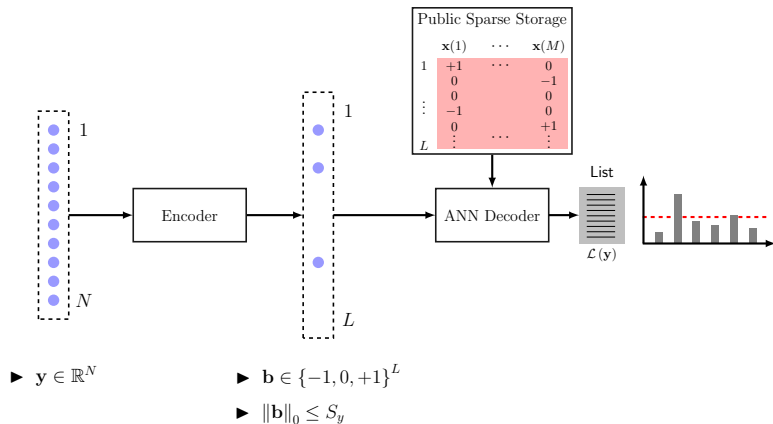 Public Sparse Storage
x(1) ··· x(M)
1 +1 ··· 0
0 −1
0 0
⋮ −1 0
0 +1
L ⋮ ··· ⋮
1
N
Encoder
1
L
ANN Decoder
List
𝓛(y)
► y ∈ ℝ^N
► b ∈ {−1, 0, +1}^L
► ‖b‖₀ ≤ S_y